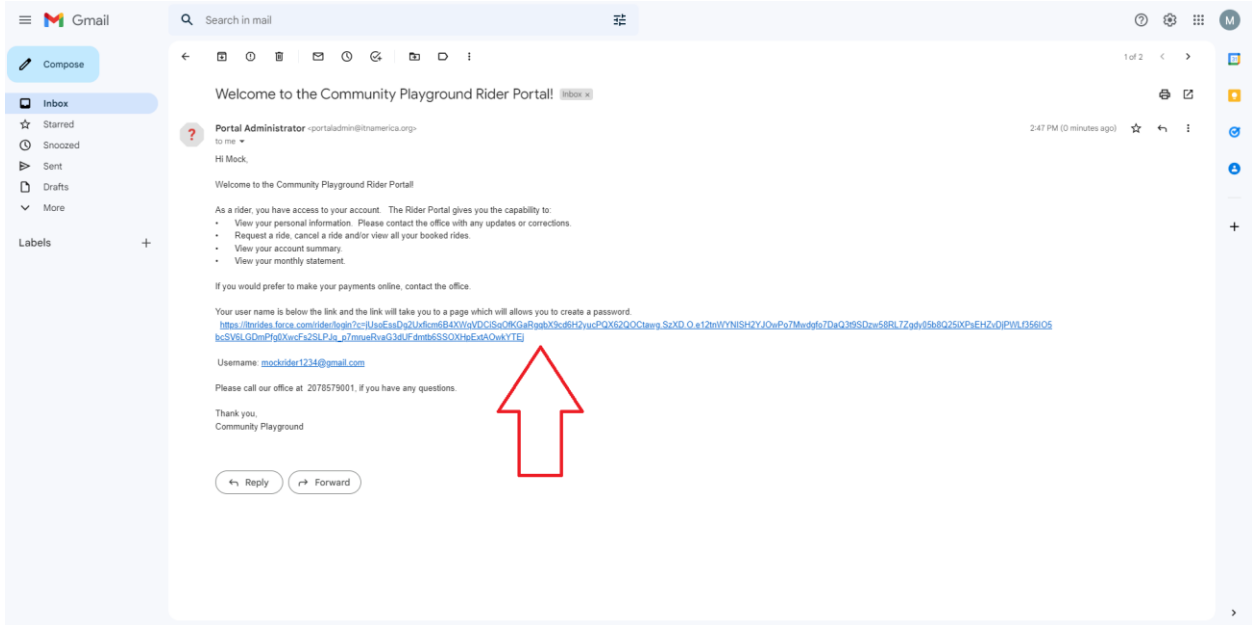 Gmail
Search in mail
M
Compose
1 of 2
Inbox
Starred
Snoozed
Sent
Drafts
More
Labels
Welcome to the Community Playground Rider Portal! Inbox x
Portal Administrator <portaladmin@itnamerica.org>
2:47 PM (0 minutes ago)
to me
Hi Mock,
Welcome to the Community Playground Rider Portal!
As a rider, you have access to your account. The Rider Portal gives you the capability to:
• View your personal information. Please contact the office with any updates or corrections.
• Request a ride, cancel a ride and/or view all your booked rides.
• View your account summary.
• View your monthly statement.
If you would prefer to make your payments online, contact the office.
Your user name is below the link and the link will take you to a page which will allows you to create a password.
Username: mockrider1234@gmail.com
Please call our office at 2078579001, if you have any questions.
Thank you,
Community Playground
Reply
Forward